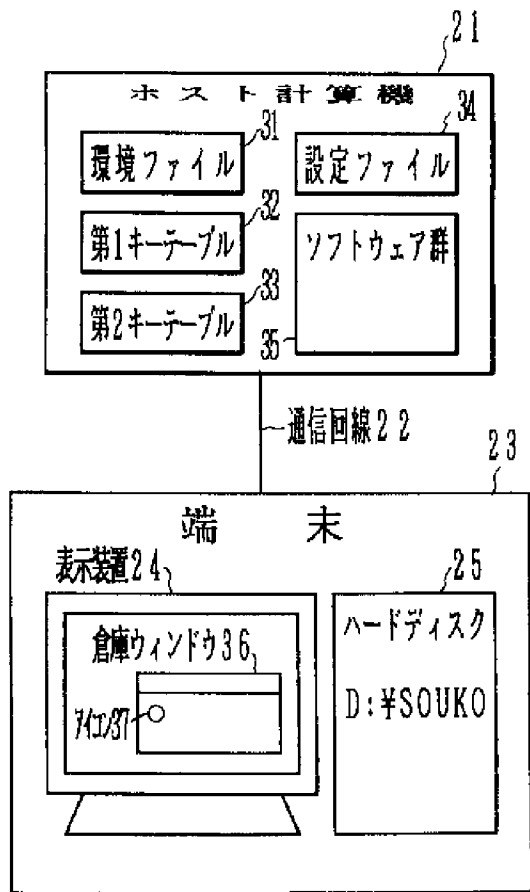 21
ホスト計算機
31
34
環境ファイル
設定ファイル
32
第1キーテーブル
ソフトウェア群
33
第2キーテーブル
35
通信回線22
23
端末
表示装置24
25
倉庫ウィンドウ36
ハードディスク
D:¥SOUKO
アイコン37